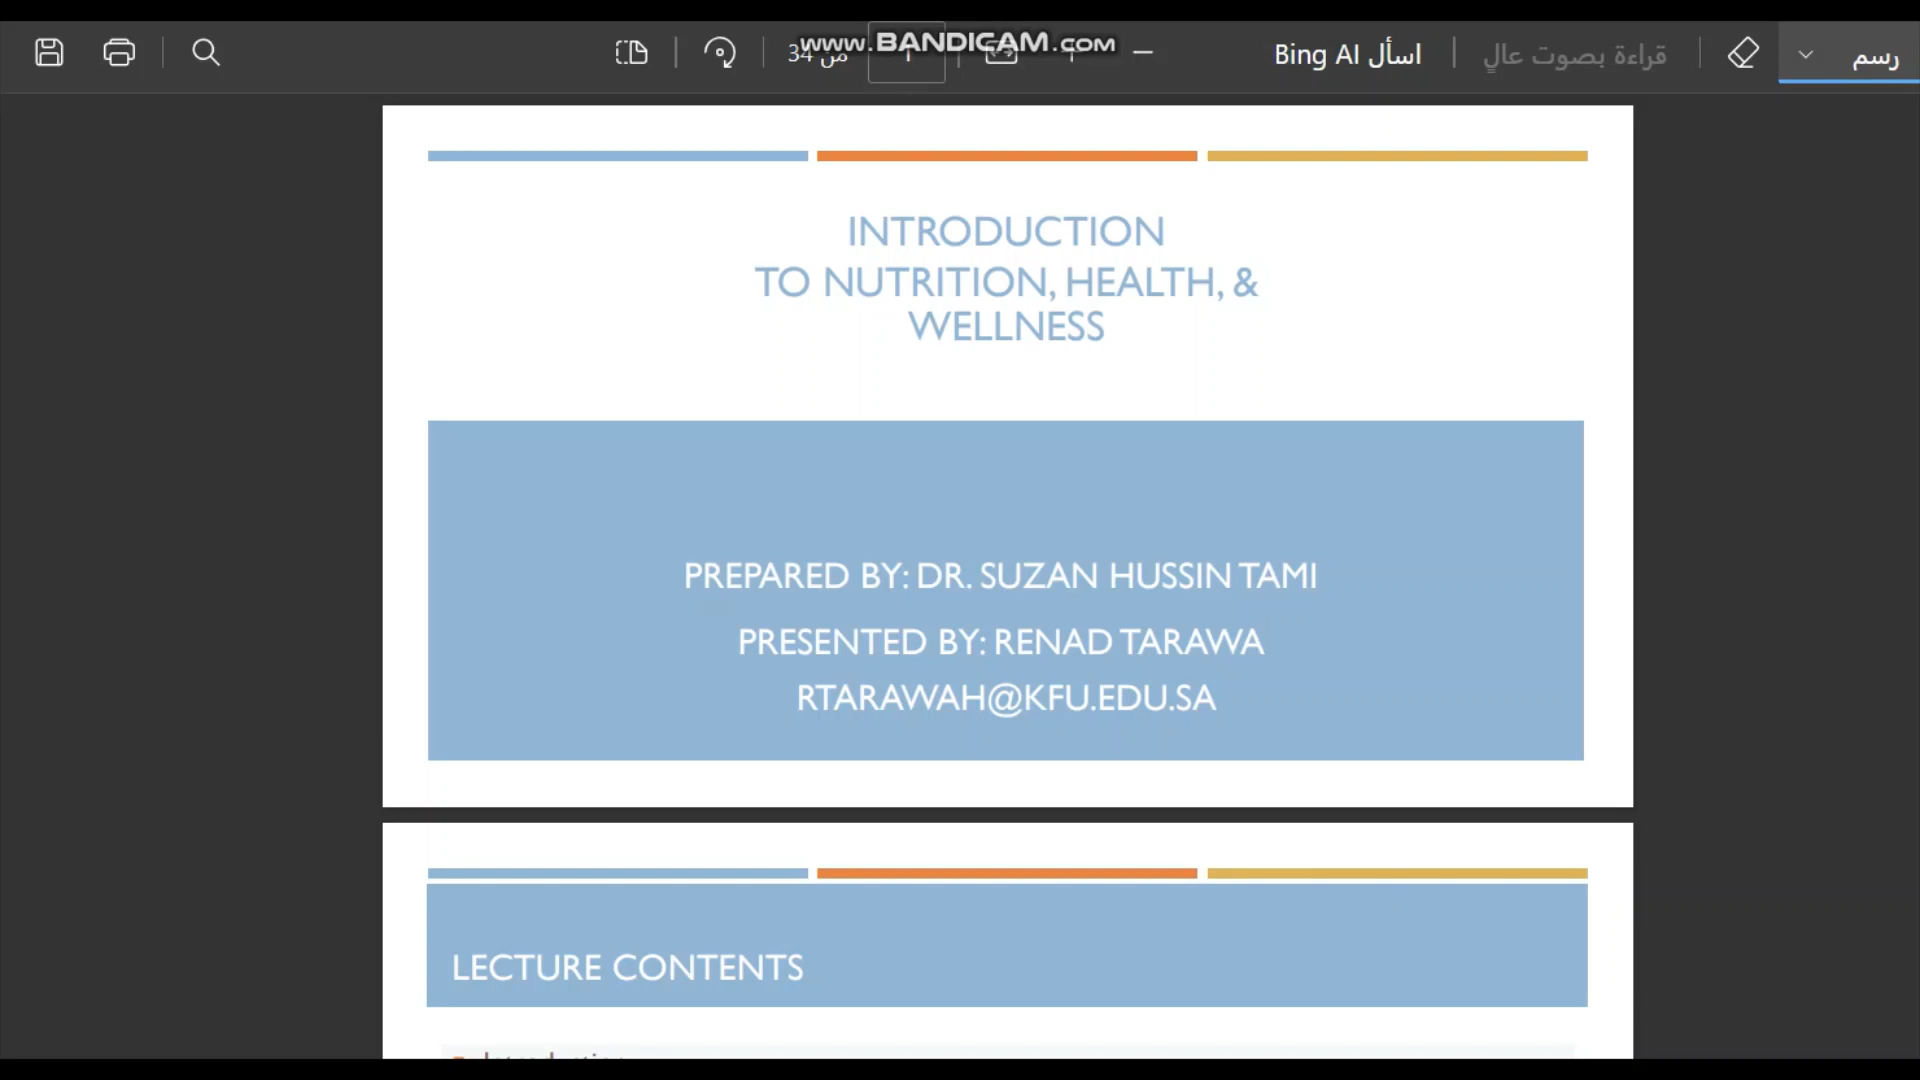 www.BANDICAM.com
رسم
قراءة بصوت عالٍ
اسأل Bing AI
من 34
INTRODUCTION
TO NUTRITION, HEALTH, &
WELLNESS
PREPARED BY: DR. SUZAN HUSSIN TAMI
PRESENTED BY: RENAD TARAWA
RTARAWAH@KFU.EDU.SA
LECTURE CONTENTS